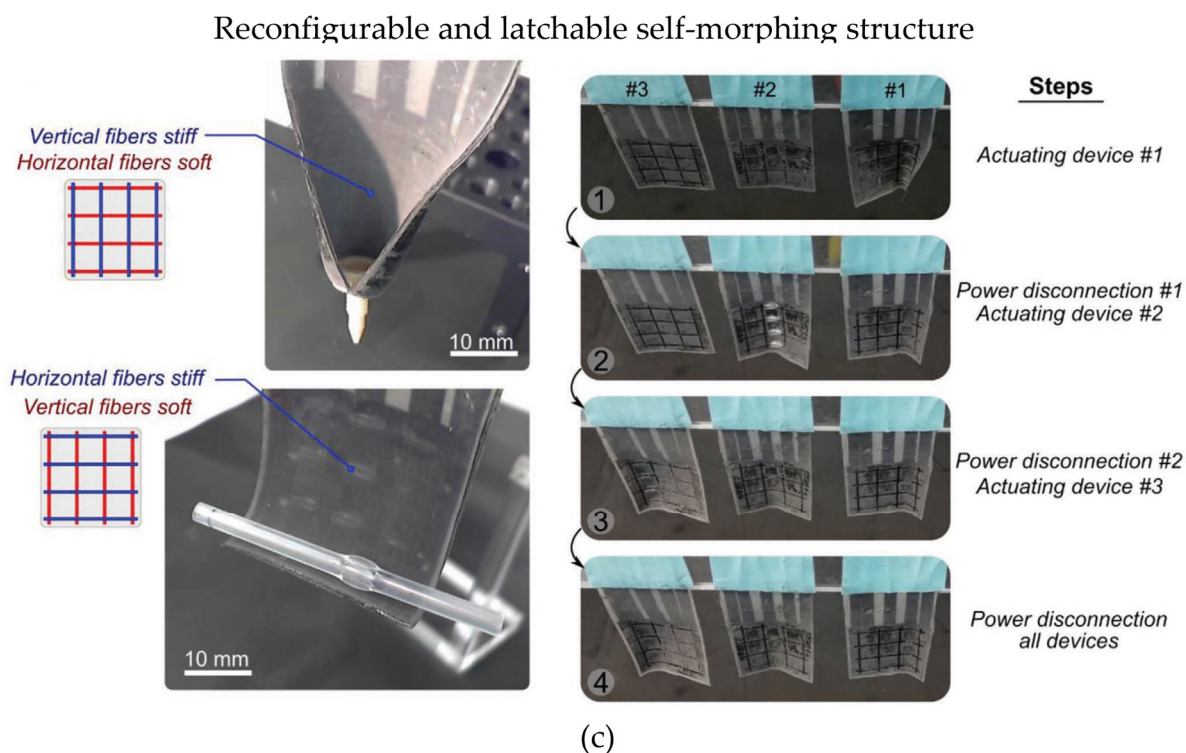 Reconfigurable and latchable self-morphing structure
Vertical fibers stiff
Horizontal fibers soft
10 mm
Horizontal fibers stiff
Vertical fibers soft
10 mm
#3 #2 #1
Steps
1
Actuating device #1
2
Power disconnection #1
Actuating device #2
3
Power disconnection #2
Actuating device #3
4
Power disconnection
all devices
(c)